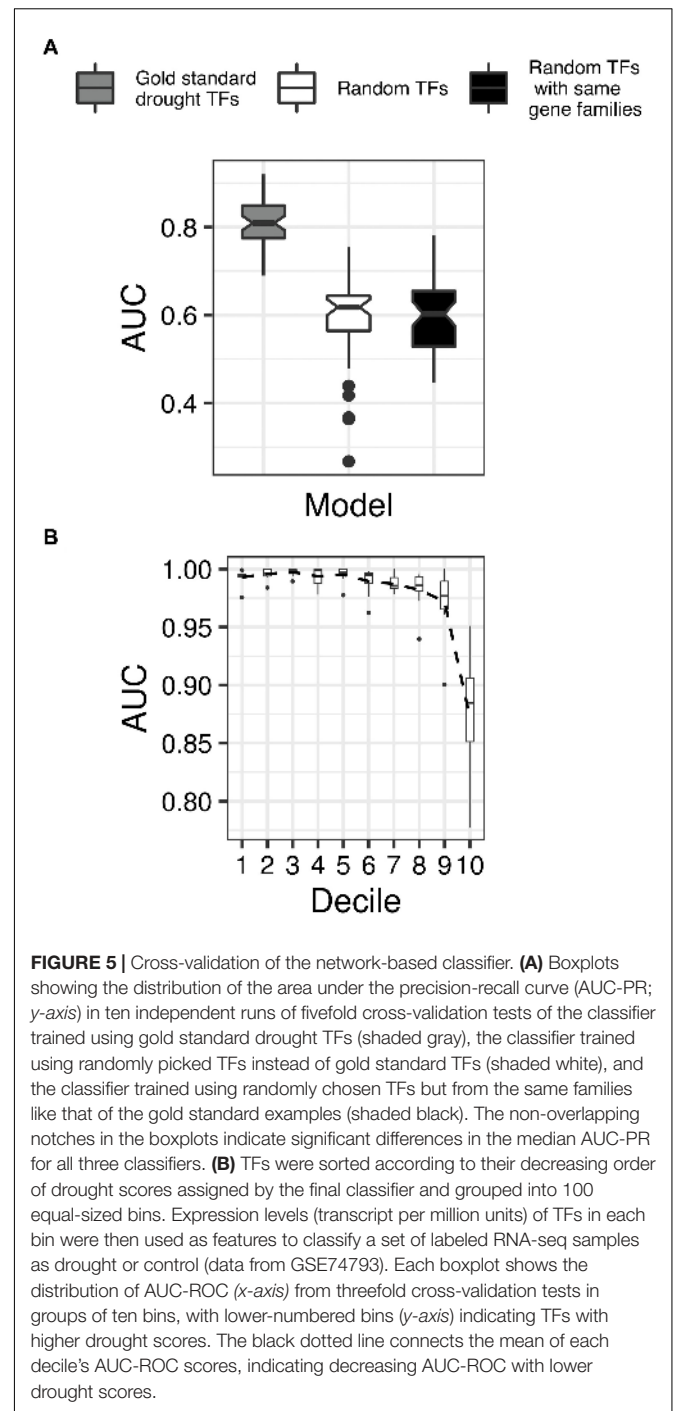 A
Gold standard
drought TFs
Random TFs
Random TFs
with same
gene families
0.8
0.6
0.4
AUC
Model
B
1.00
0.95
0.90
0.85
0.80
AUC
1 2 3 4 5 6 7 8 9 10
Decile
FIGURE 5 | Cross-validation of the network-based classifier. (A) Boxplots
showing the distribution of the area under the precision-recall curve (AUC-PR;
y-axis) in ten independent runs of fivefold cross-validation tests of the classifier
trained using gold standard drought TFs (shaded gray), the classifier trained
using randomly picked TFs instead of gold standard TFs (shaded white), and
the classifier trained using randomly chosen TFs but from the same families
like that of the gold standard examples (shaded black). The non-overlapping
notches in the boxplots indicate significant differences in the median AUC-PR
for all three classifiers. (B) TFs were sorted according to their decreasing order
of drought scores assigned by the final classifier and grouped into 100
equal-sized bins. Expression levels (transcript per million units) of TFs in each
bin were then used as features to classify a set of labeled RNA-seq samples
as drought or control (data from GSE74793). Each boxplot shows the
distribution of AUC-ROC (x-axis) from threefold cross-validation tests in
groups of ten bins, with lower-numbered bins (y-axis) indicating TFs with
higher drought scores. The black dotted line connects the mean of each
decile's AUC-ROC scores, indicating decreasing AUC-ROC with lower
drought scores.